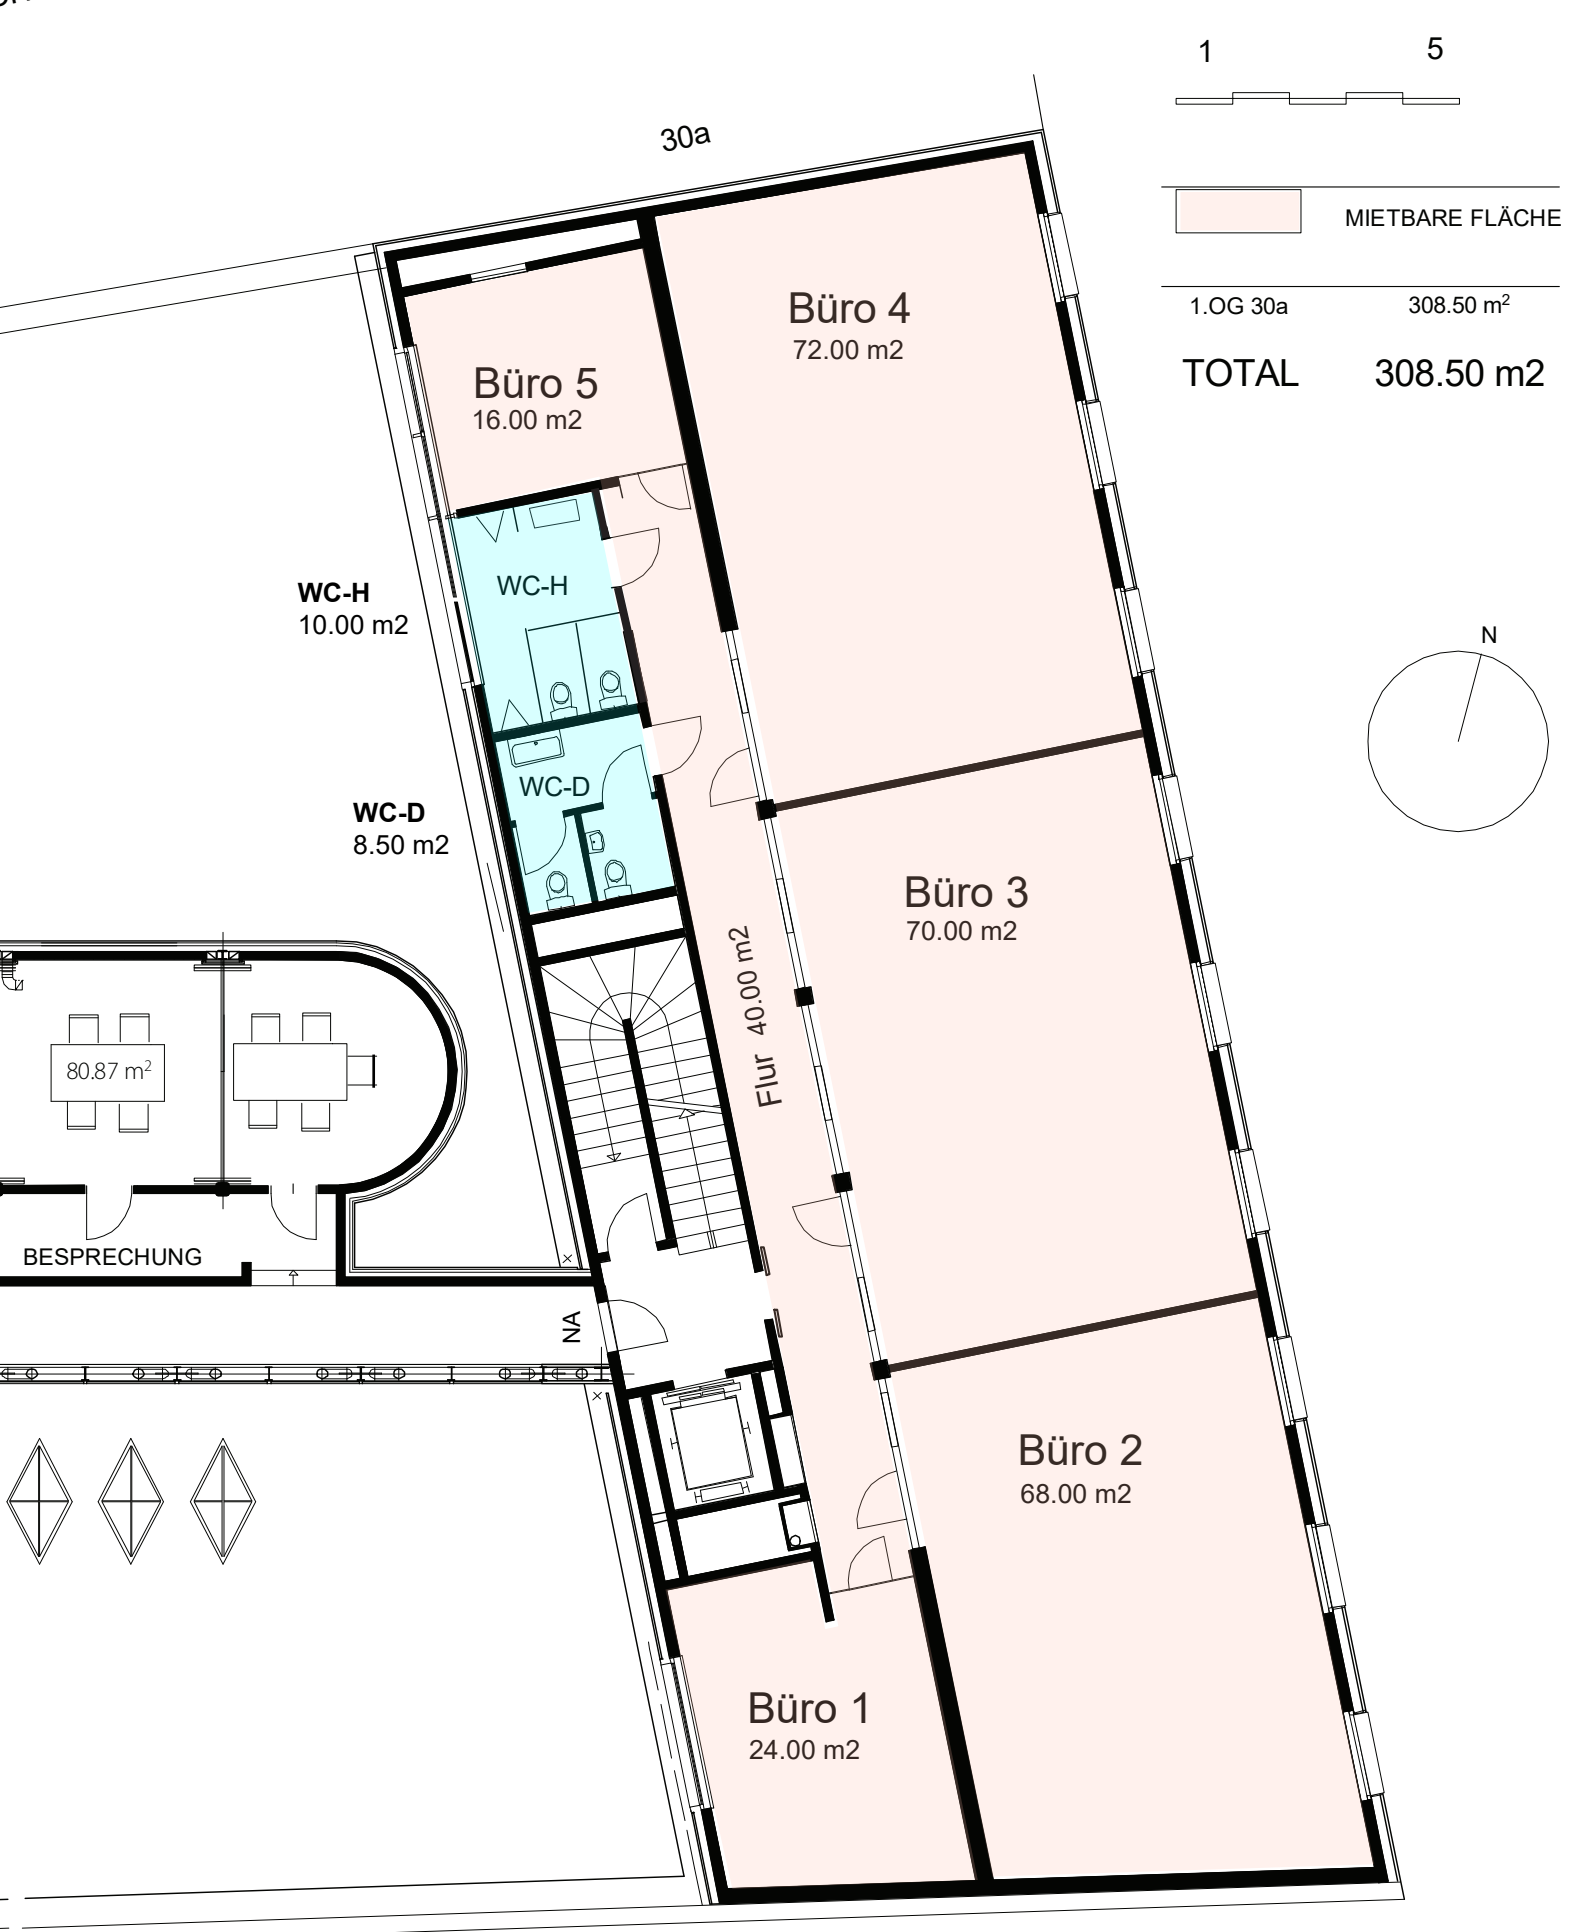 1 5
30a
MIETBARE FLÄCHE
1.OG 30a 308.50 m²
TOTAL 308.50 m2
Büro 4
72.00 m2
Büro 5
16.00 m2
WC-H
WC-H
10.00 m2
N
WC-D
WC-D
8.50 m2
Büro 3
70.00 m2
Flur 40.00 m2
80.87 m²
BESPRECHUNG
NA
Büro 2
68.00 m2
Büro 1
24.00 m2